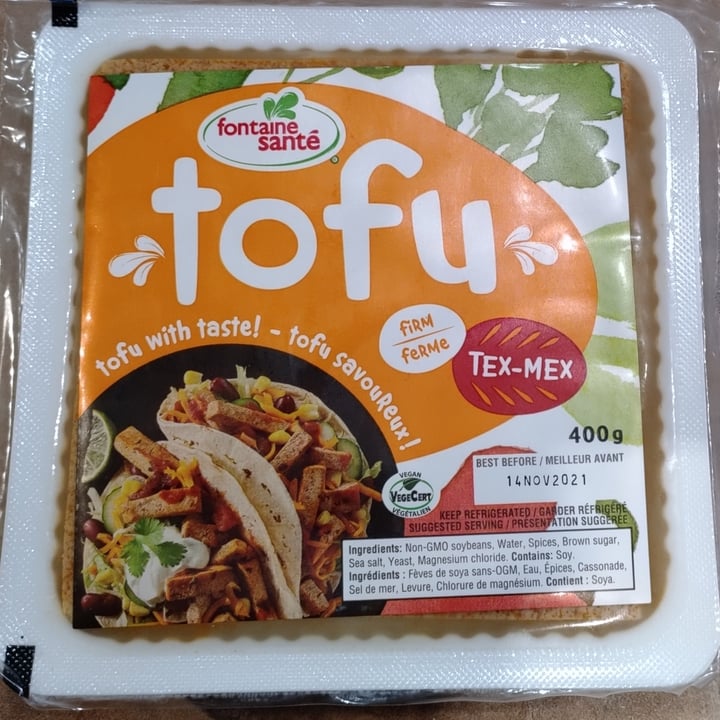 fontaine
santé
tofu
tofu with taste! - tofu savoureux!
firm
ferme
TEX-MEX
400g
BEST BEFORE / MEILLEUR AVANT
14NOV2021
VEGAN
VEGECERT
VÉGÉTALIEN
KEEP REFRIGERATED / GARDER RÉFRIGÉRÉ
SUGGESTED SERVING / PRÉSENTATION SUGGÉRÉE
Ingredients: Non-GMO soybeans, Water, Spices, Brown sugar,
Sea salt, Yeast, Magnesium chloride. Contains: Soy.
Ingrédients : Fèves de soya sans-OGM, Eau, Épices, Cassonade,
Sel de mer, Levure, Chlorure de magnésium. Contient : Soya.